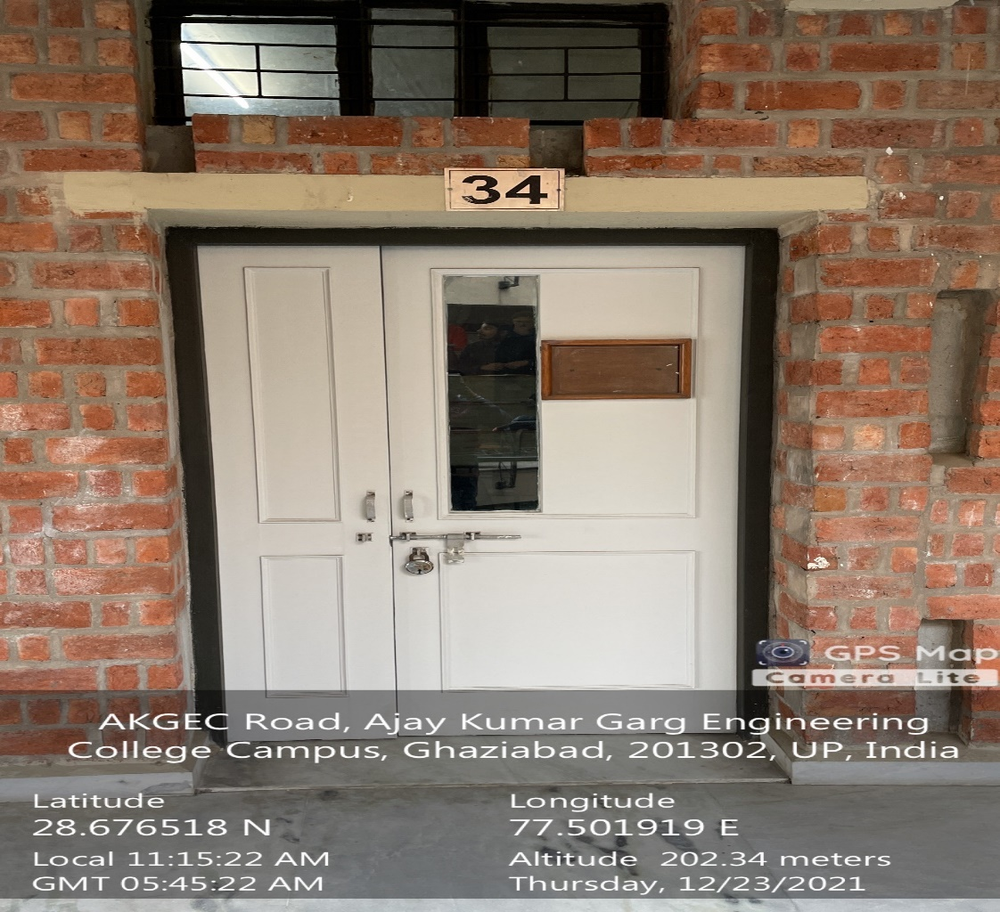 34
GPS Map
Camera Lite
AKGEC Road, Ajay Kumar Garg Engineering
College Campus, Ghaziabad, 201302, UP, India
Latitude
28.676518 N
Longitude
77.501919 E
Local 11:15:22 AM
GMT 05:45:22 AM
Altitude 202.34 meters
Thursday, 12/23/2021